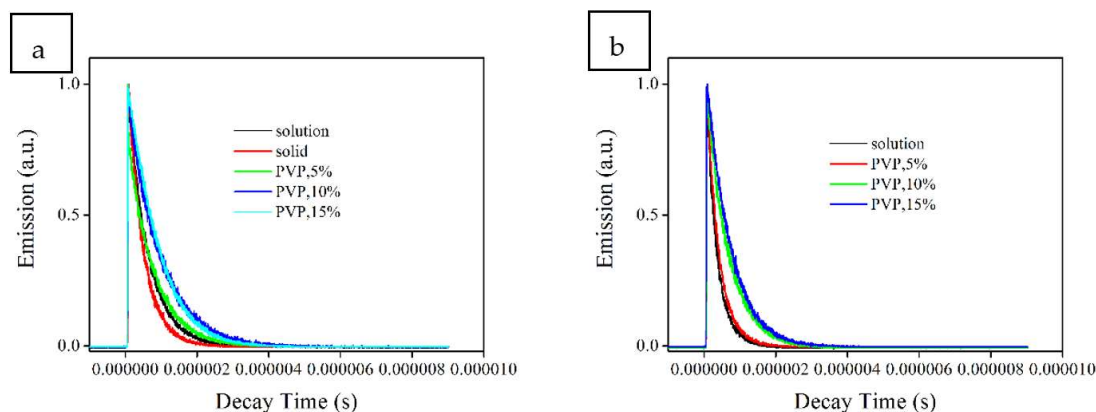 a
1.0
0.5
0.0
Emission (a.u.)
solution
solid
PVP,5%
PVP,10%
PVP,15%
0.000000 0.000002 0.000004 0.000006 0.000008 0.000010
Decay Time (s)
b
1.0
0.5
0.0
Emission (a.u.)
solution
PVP,5%
PVP,10%
PVP,15%
0.000000 0.000002 0.000004 0.000006 0.000008 0.000010
Decay Time (s)